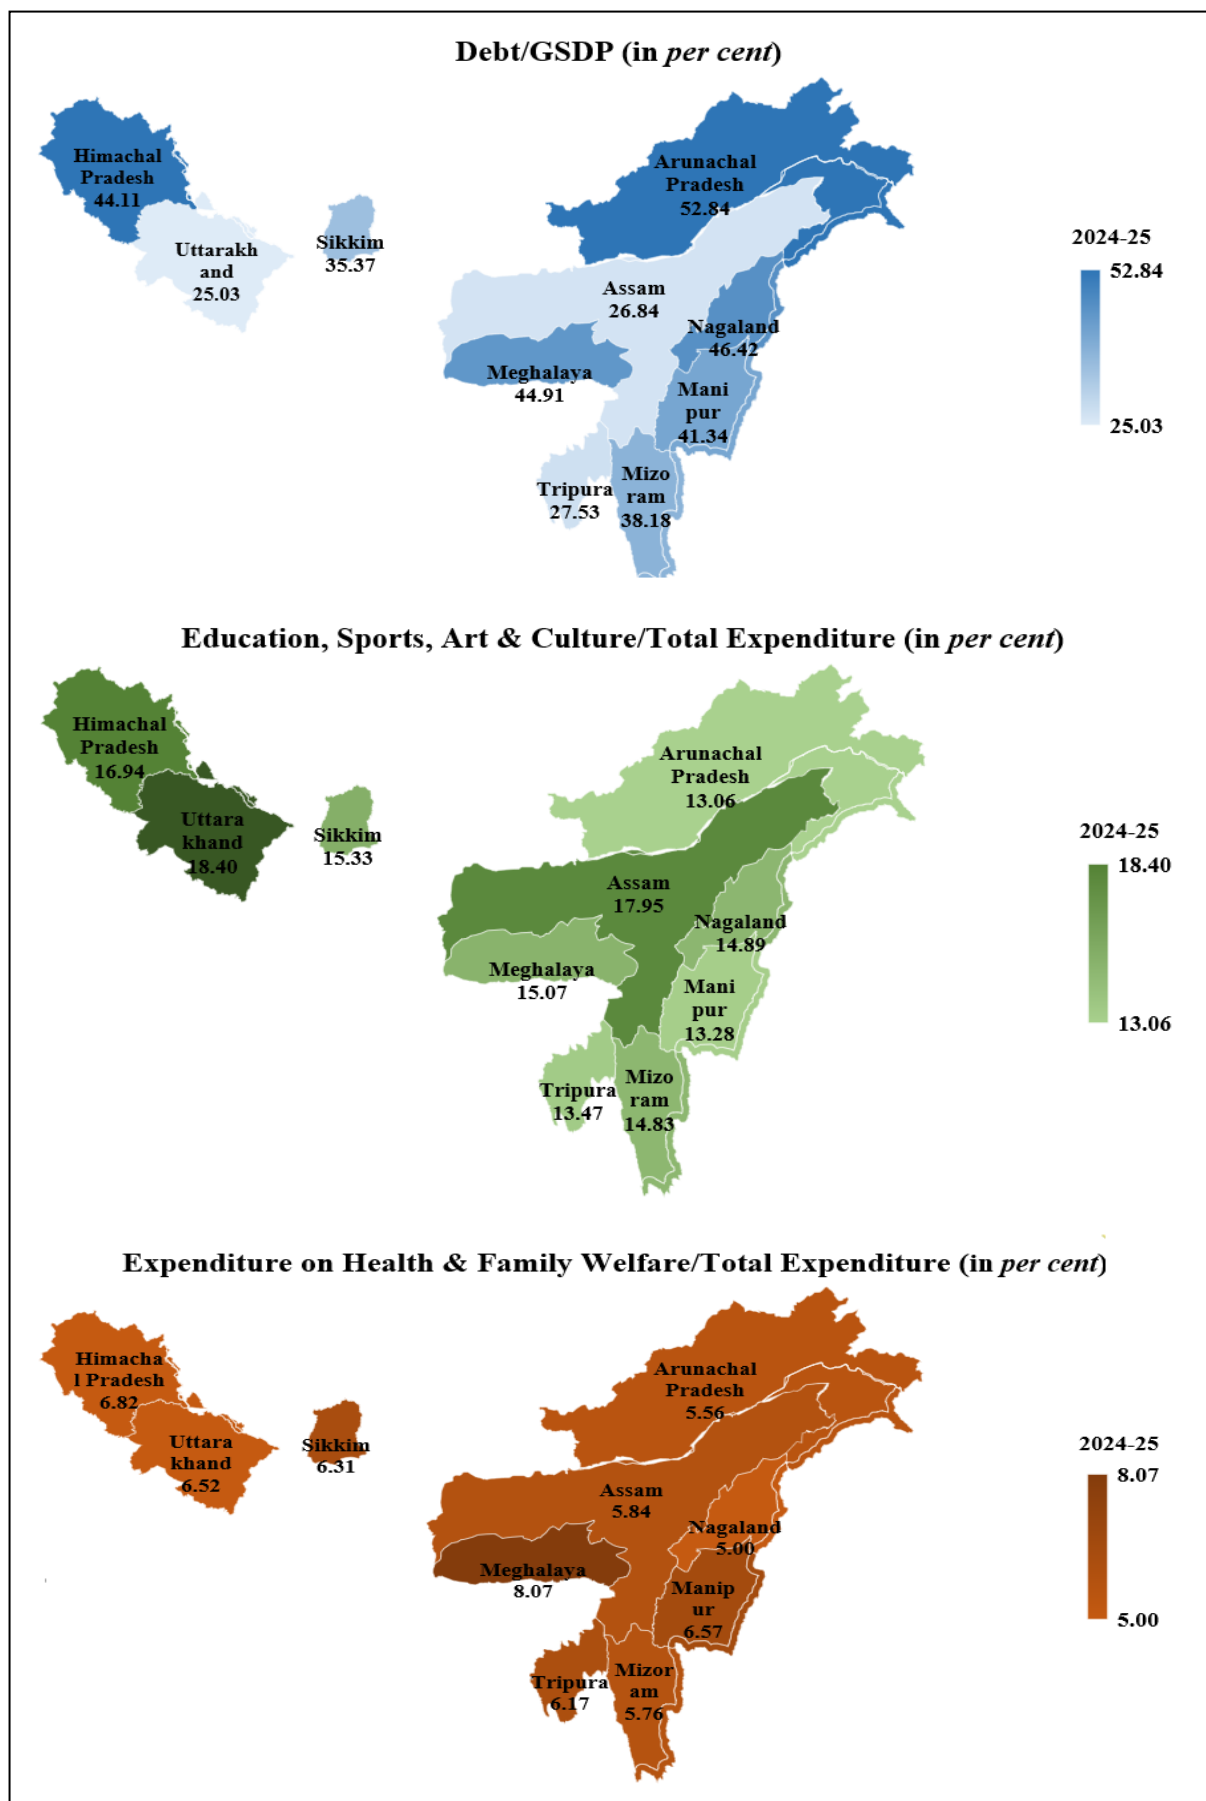 Debt/GSDP (in per cent)
Himachal
Pradesh
44.11
Uttarakh
and
25.03
Sikkim
35.37
Arunachal
Pradesh
52.84
Assam
26.84
Nagaland
46.42
Meghalaya
44.91
Mani
pur
41.34
Tripura
27.53
Mizo
ram
38.18
2024-25
52.84
25.03
Education, Sports, Art & Culture/Total Expenditure (in per cent)
Himachal
Pradesh
16.94
Uttara
khand
18.40
Sikkim
15.33
Arunachal
Pradesh
13.06
Assam
17.95
Nagaland
14.89
Meghalaya
15.07
Mani
pur
13.28
Tripura
13.47
Mizo
ram
14.83
2024-25
18.40
13.06
Expenditure on Health & Family Welfare/Total Expenditure (in per cent)
Himacha
l Pradesh
6.82
Uttara
khand
6.52
Sikkim
6.31
Arunachal
Pradesh
5.56
Assam
5.84
Nagaland
5.00
Meghalaya
8.07
Manip
ur
6.57
Tripura
6.17
Mizor
am
5.76
2024-25
8.07
5.00